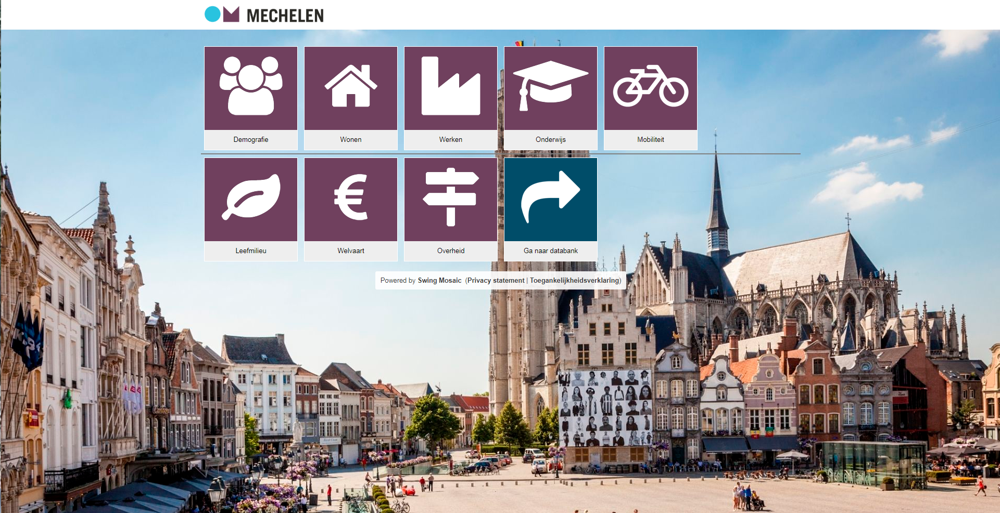 MECHELEN
Demografie
Wonen
Werken
Onderwijs
Mobiliteit
Leefmilieu
Welvaart
Overheid
Ga naar databank
Powered by Swing Mosaic (Privacy statement | Toegankelijkheidsverklaring)